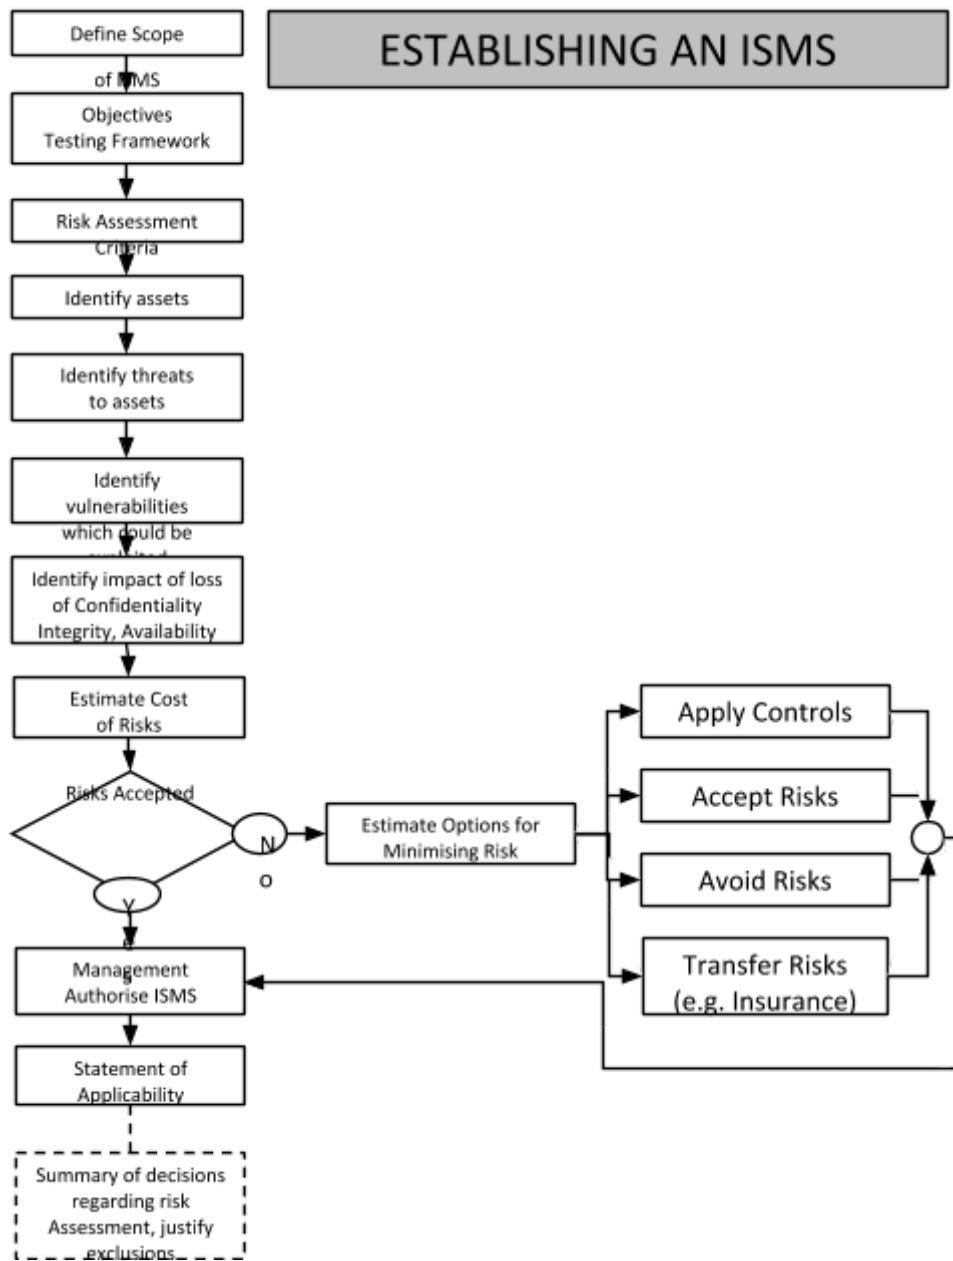 ESTABLISHING AN ISMS
Define Scope
of ISMS
Objectives
Testing Framework
Risk Assessment
Criteria
Identify assets
Identify threats
to assets
Identify
vulnerabilities
which could be
exploited
Identify impact of loss
of Confidentiality
Integrity, Availability
Estimate Cost
of Risks
Risks Accepted
No
Yes
Estimate Options for
Minimising Risk
Apply Controls
Accept Risks
Avoid Risks
Transfer Risks
(e.g. Insurance)
Management
Authorise ISMS
Statement of
Applicability
Summary of decisions
regarding risk
Assessment, justify
exclusions